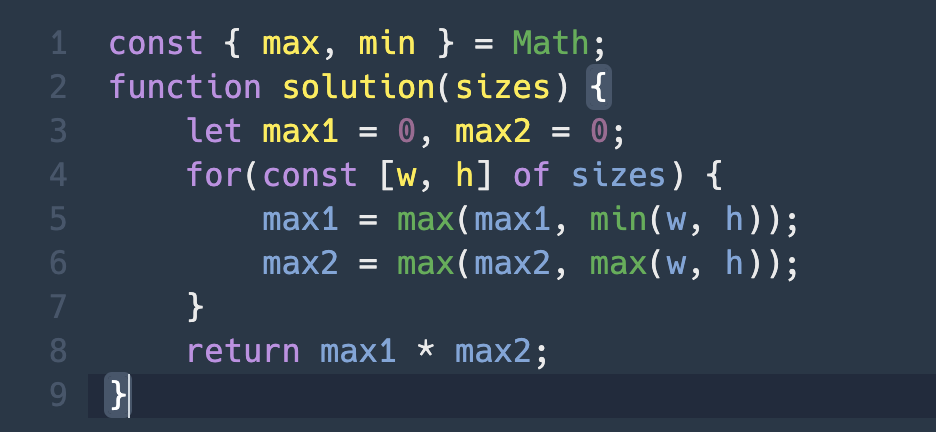 1 const { max, min } = Math;
2 function solution(sizes) {
3     let max1 = 0, max2 = 0;
4     for(const [w, h] of sizes) {
5         max1 = max(max1, min(w, h));
6         max2 = max(max2, max(w, h));
7     }
8     return max1 * max2;
9 }